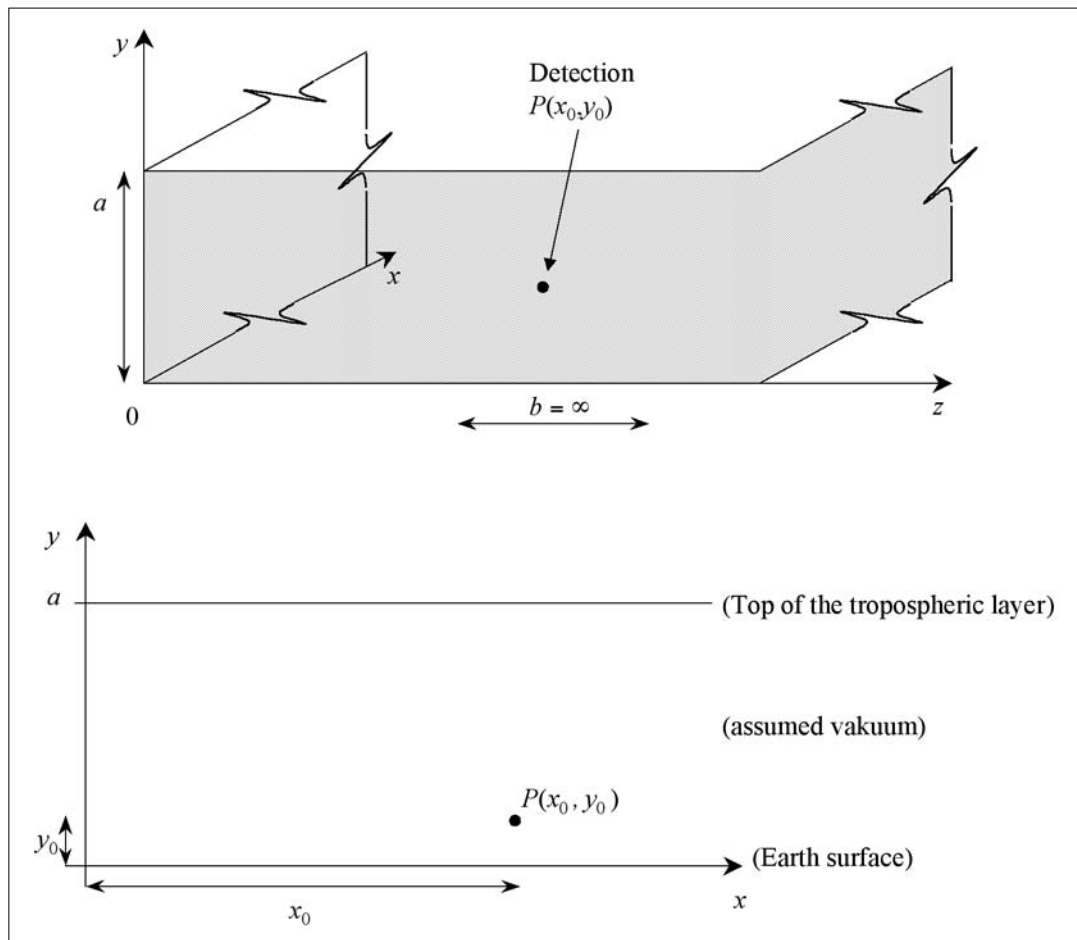 y
Detection
P(x₀,y₀)
a
x
0
b = ∞
z
y
a
(Top of the tropospheric layer)
(assumed vakuum)
P(x₀, y₀)
y₀
(Earth surface)
x₀
x